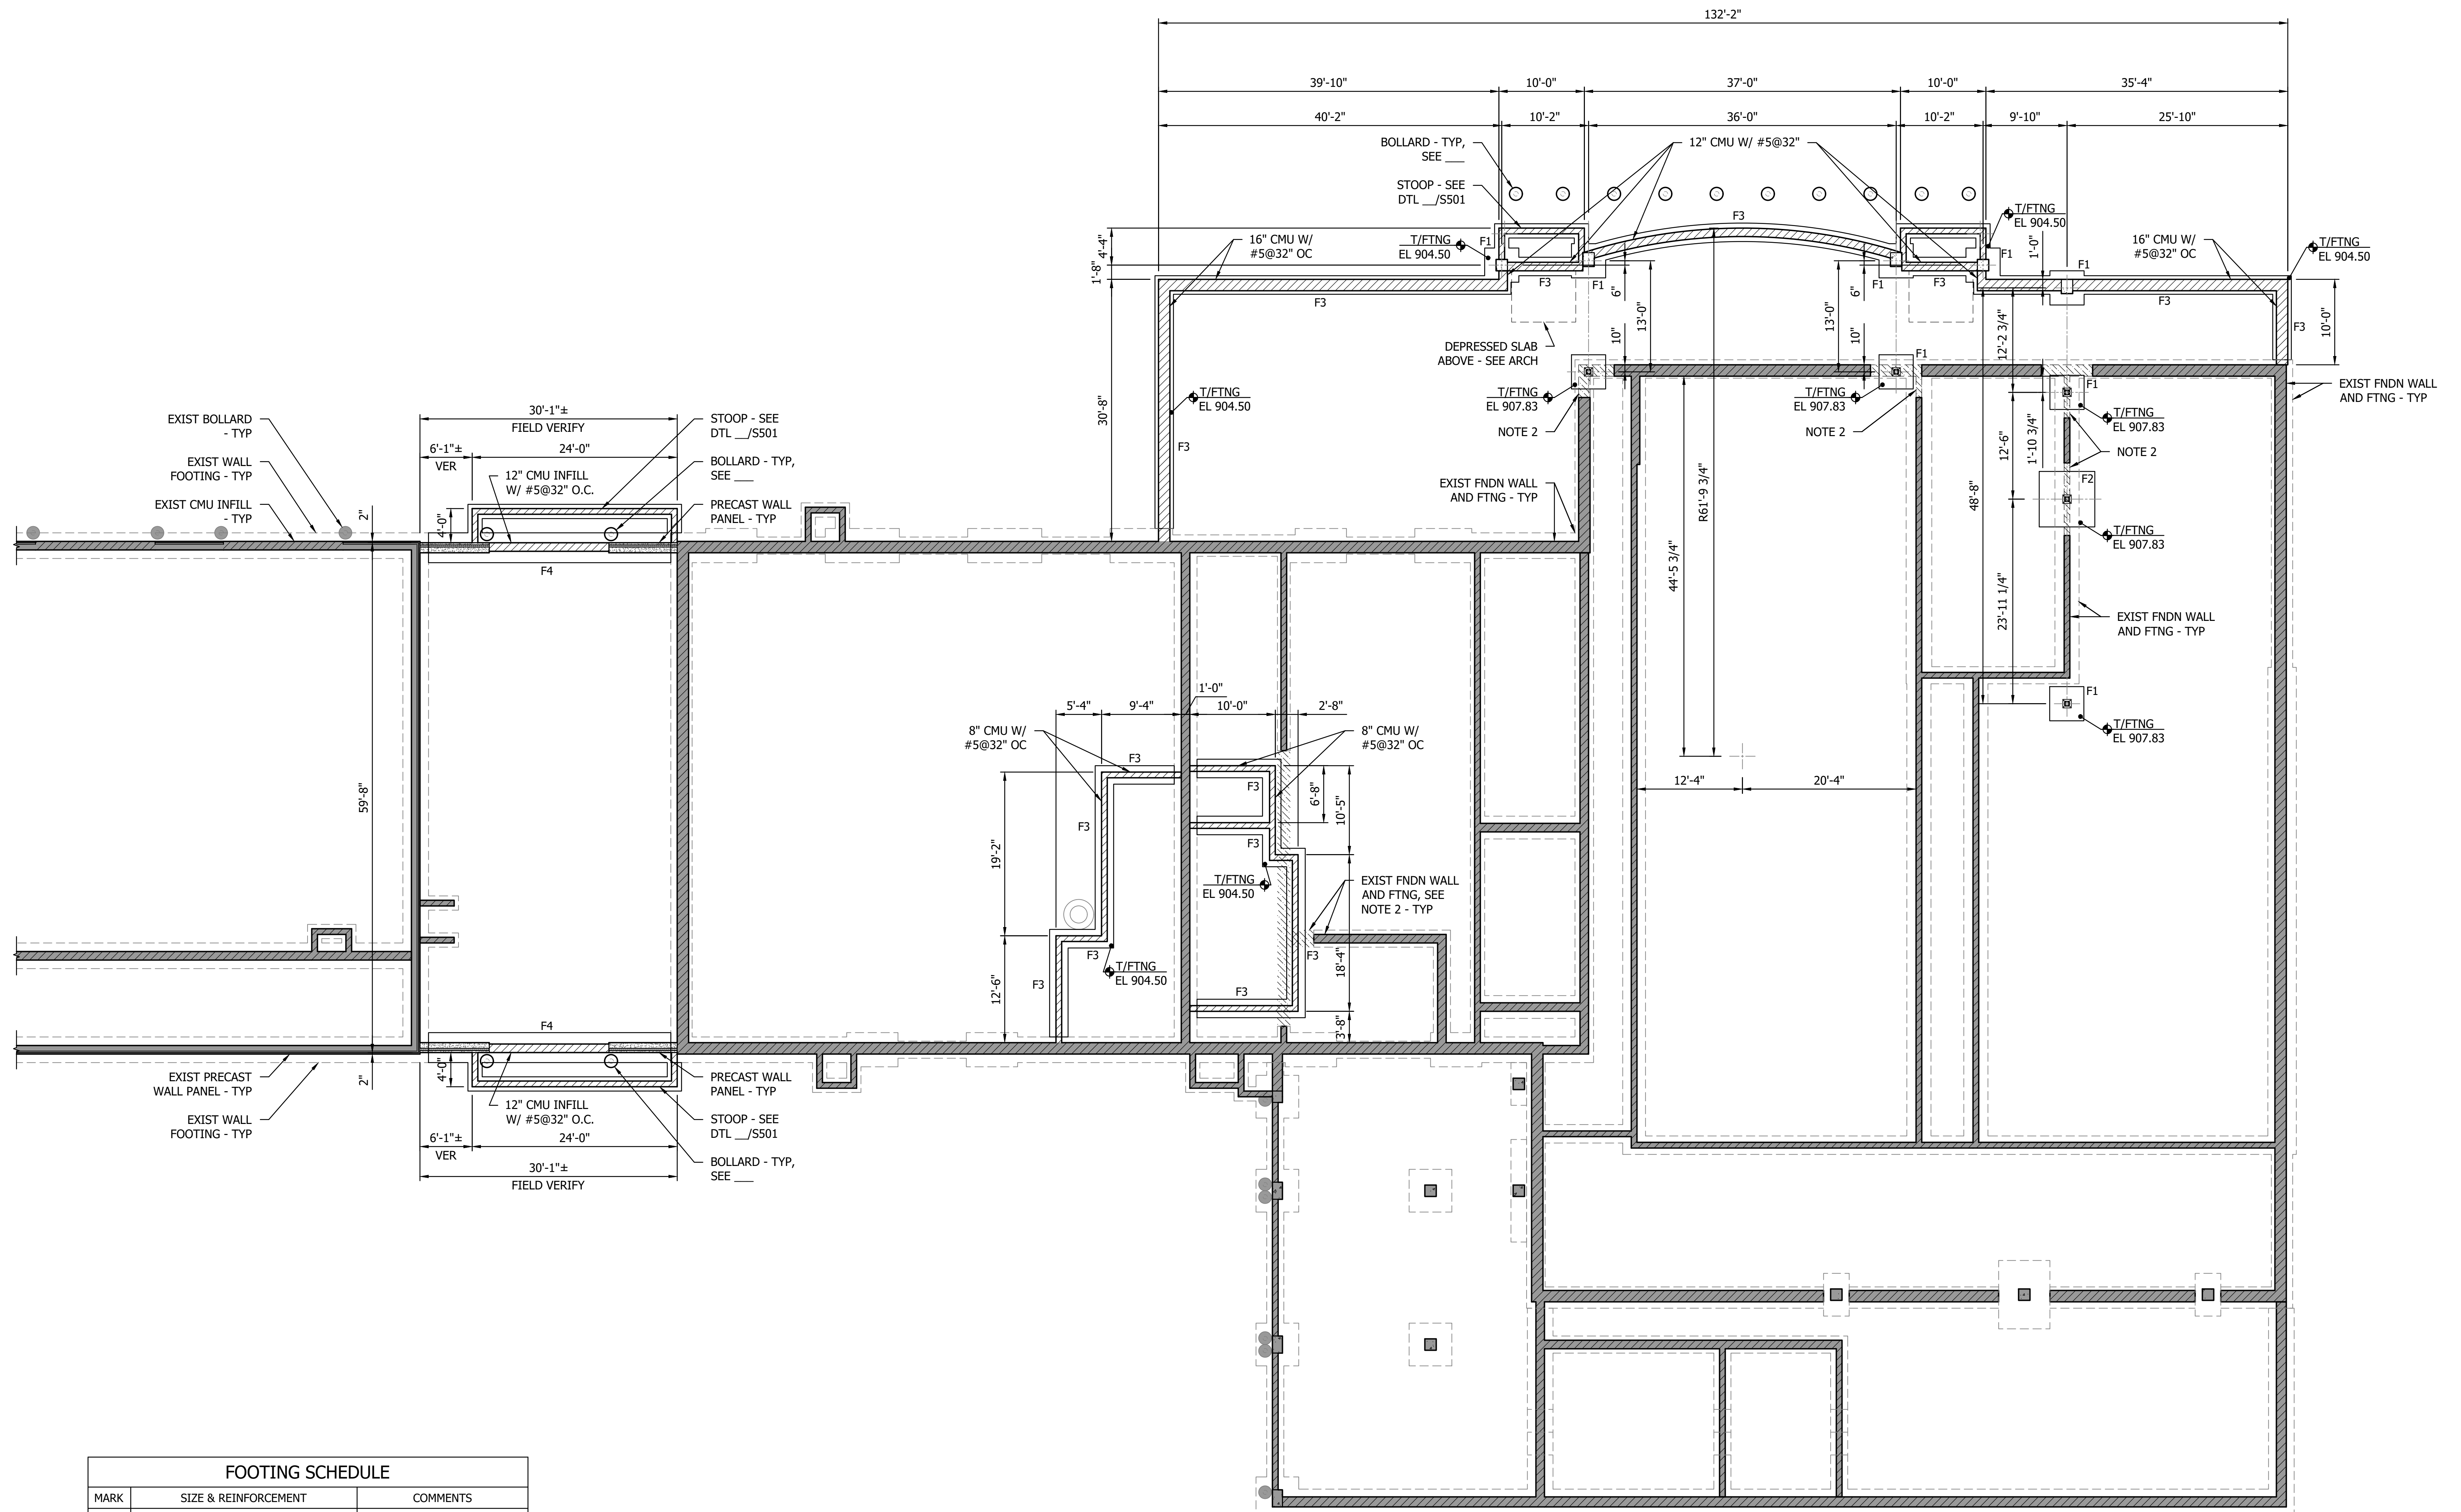 132'-2"
39'-10"
10'-0"
37'-0"
10'-0"
35'-4"
40'-2"
10'-2"
36'-0"
10'-2"
9'-10"
25'-10"
BOLLARD - TYP,
SEE ___
12" CMU W/ #5@32"
STOOP - SEE
DTL __/S501
F3
T/FTNG
EL 904.50
4'-4"
1'-8"
16" CMU W/
#5@32" OC
T/FTNG
EL 904.50
F1
F1
1'-0"
F1
16" CMU W/
#5@32" OC
T/FTNG
EL 904.50
F3
F3
F1
6"
13'-0"
10"
6"
13'-0"
10"
F1
F3
F3
F3
10'-0"
12'-2 3/4"
DEPRESSED SLAB
ABOVE - SEE ARCH
30'-8"
T/FTNG
EL 904.50
F3
T/FTNG
EL 907.83
NOTE 2
F1
T/FTNG
EL 907.83
NOTE 2
F1
T/FTNG
EL 907.83
NOTE 2
EXIST FNDN WALL
AND FTNG - TYP
12'-6"
1'-10 3/4"
F2
T/FTNG
EL 907.83
48'-8"
23'-11 1/4"
EXIST FNDN WALL
AND FTNG - TYP
EXIST FNDN WALL
AND FTNG - TYP
R61'-9 3/4"
44'-5 3/4"
F1
T/FTNG
EL 907.83
12'-4"
20'-4"
EXIST BOLLARD
- TYP
EXIST WALL
FOOTING - TYP
EXIST CMU INFILL
- TYP
30'-1"±
FIELD VERIFY
6'-1"±
VER
24'-0"
12" CMU INFILL
W/ #5@32" O.C.
STOOP - SEE
DTL __/S501
BOLLARD - TYP,
SEE ___
PRECAST WALL
PANEL - TYP
2"
4'-0"
F4
59'-8"
1'-0"
5'-4"
9'-4"
10'-0"
2'-8"
8" CMU W/
#5@32" OC
8" CMU W/
#5@32" OC
F3
F3
F3
6'-8"
10'-5"
F3
19'-2"
T/FTNG
EL 904.50
EXIST FNDN WALL
AND FTNG, SEE
NOTE 2 - TYP
F3
F3
18'-4"
T/FTNG
EL 904.50
F3
F3
12'-6"
3'-8"
F4
2"
4'-0"
EXIST PRECAST
WALL PANEL - TYP
EXIST WALL
FOOTING - TYP
12" CMU INFILL
W/ #5@32" O.C.
6'-1"±
VER
24'-0"
30'-1"±
FIELD VERIFY
PRECAST WALL
PANEL - TYP
STOOP - SEE
DTL __/S501
BOLLARD - TYP,
SEE ___
FOOTING SCHEDULE
MARK
SIZE & REINFORCEMENT
COMMENTS